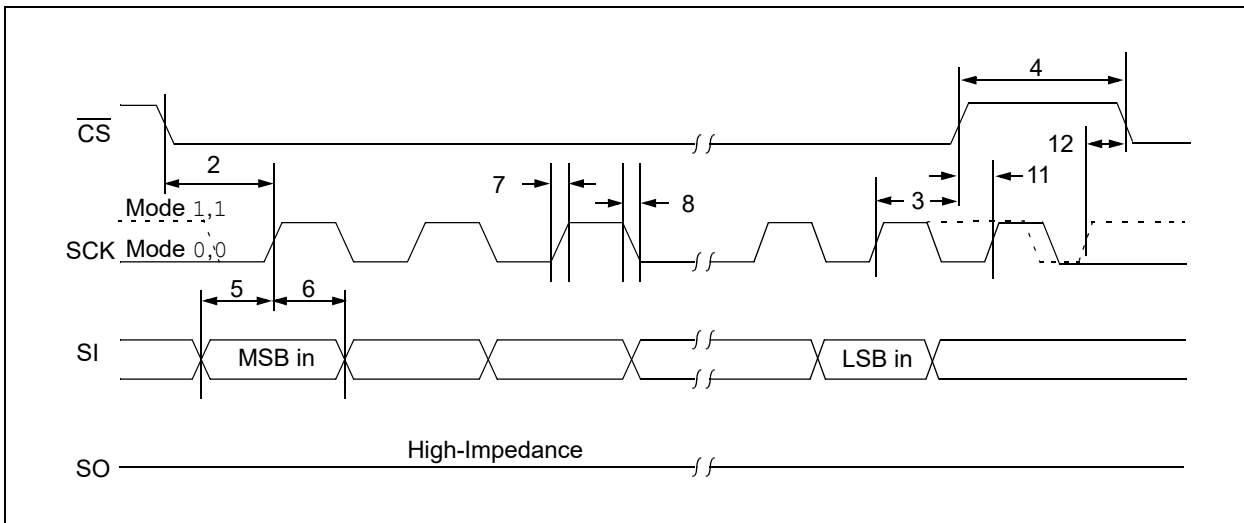 4
CS
12
2
7
8
3
11
Mode 1,1
SCK Mode 0,0
5
6
SI
MSB in
LSB in
High-Impedance
SO